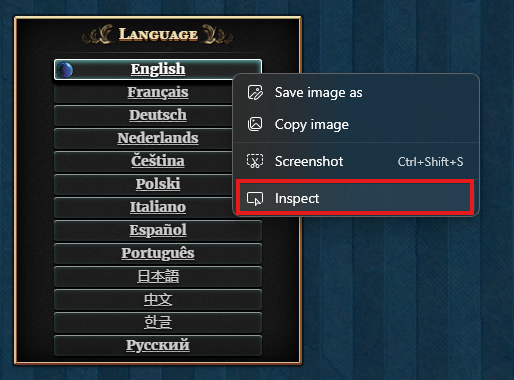 Language
English
Français
Deutsch
Nederlands
Čeština
Polski
Italiano
Español
Português
日本語
中文
한글
Русский
Save image as
Copy image
Screenshot Ctrl+Shift+S
Inspect